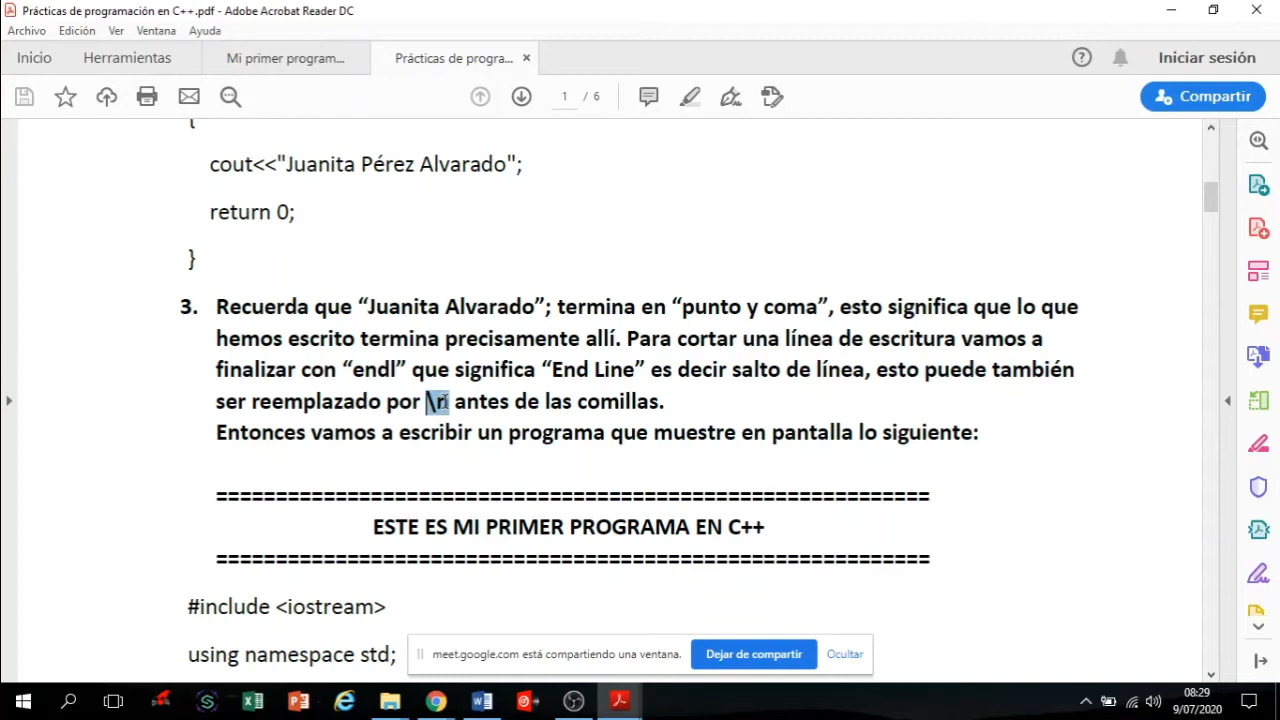 Prácticas de programación en C++.pdf - Adobe Acrobat Reader DC
Archivo Edición Ver Ventana Ayuda
Inicio Herramientas Mi primer program... Prácticas de progra... × Iniciar sesión
1 / 6 Compartir
{
cout<<"Juanita Pérez Alvarado";
return 0;
}
3. Recuerda que “Juanita Alvarado”; termina en “punto y coma”, esto significa que lo que
hemos escrito termina precisamente allí. Para cortar una línea de escritura vamos a
finalizar con “endl” que significa “End Line” es decir salto de línea, esto puede también
ser reemplazado por \n antes de las comillas.
Entonces vamos a escribir un programa que muestre en pantalla lo siguiente:
===========================================================
ESTE ES MI PRIMER PROGRAMA EN C++
===========================================================
#include <iostream>
using namespace std;
meet.google.com está compartiendo una ventana. Dejar de compartir Ocultar
08:29
9/07/2020